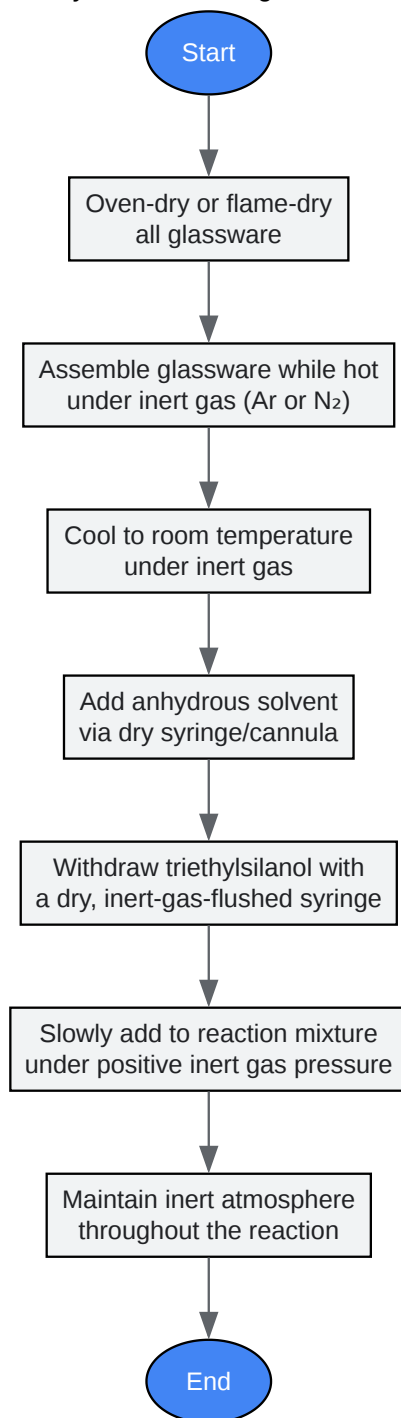 Start
Oven-dry or flame-dry
all glassware
Assemble glassware while hot
under inert gas (Ar or N₂)
Cool to room temperature
under inert gas
Add anhydrous solvent
via dry syringe/cannula
Withdraw triethylsilanol with
a dry, inert-gas-flushed syringe
Slowly add to reaction mixture
under positive inert gas pressure
Maintain inert atmosphere
throughout the reaction
End